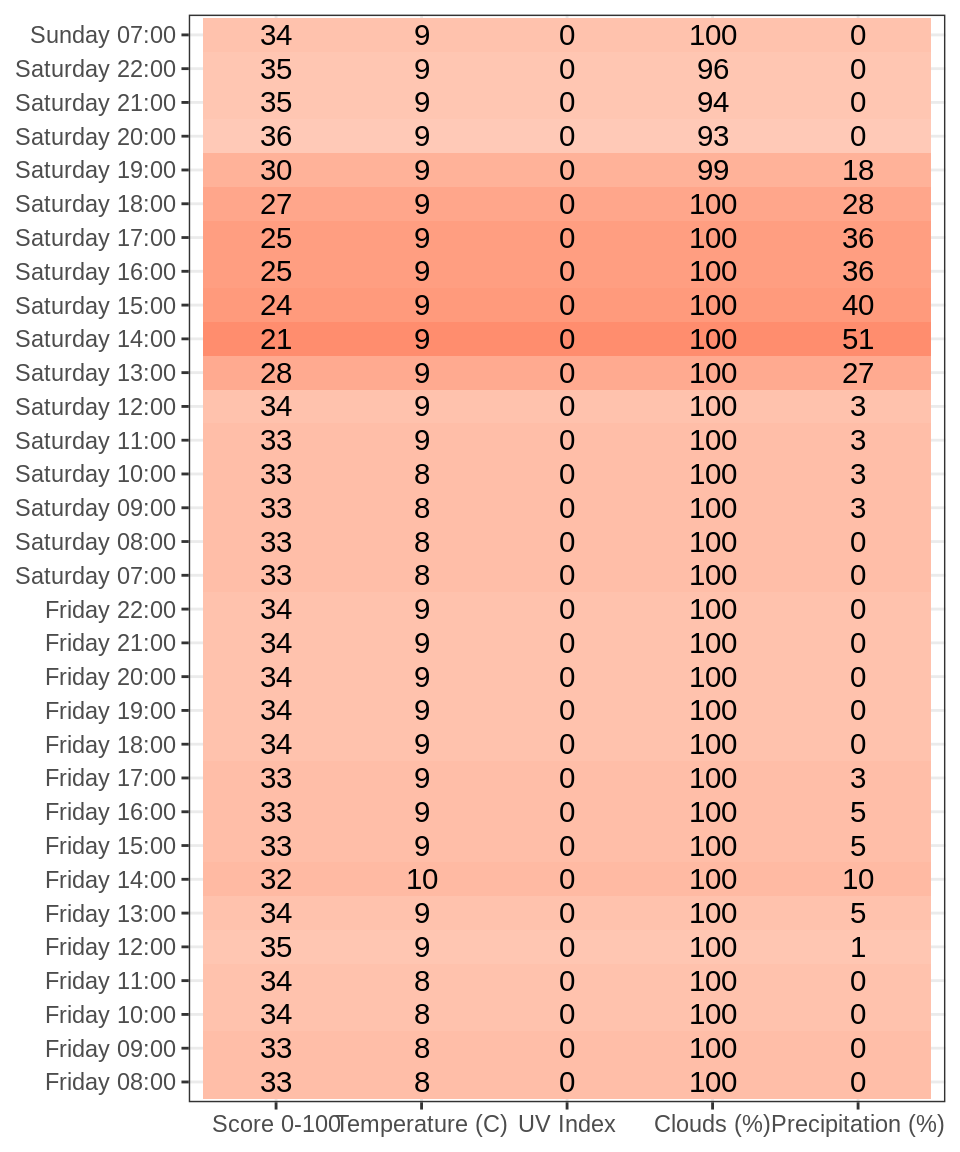 Sunday 07:00 34 9 0 100 0
Saturday 22:00 35 9 0 96 0
Saturday 21:00 35 9 0 94 0
Saturday 20:00 36 9 0 93 0
Saturday 19:00 30 9 0 99 18
Saturday 18:00 27 9 0 100 28
Saturday 17:00 25 9 0 100 36
Saturday 16:00 25 9 0 100 36
Saturday 15:00 24 9 0 100 40
Saturday 14:00 21 9 0 100 51
Saturday 13:00 28 9 0 100 27
Saturday 12:00 34 9 0 100 3
Saturday 11:00 33 9 0 100 3
Saturday 10:00 33 8 0 100 3
Saturday 09:00 33 8 0 100 3
Saturday 08:00 33 8 0 100 0
Saturday 07:00 33 8 0 100 0
Friday 22:00 34 9 0 100 0
Friday 21:00 34 9 0 100 0
Friday 20:00 34 9 0 100 0
Friday 19:00 34 9 0 100 0
Friday 18:00 34 9 0 100 0
Friday 17:00 33 9 0 100 3
Friday 16:00 33 9 0 100 5
Friday 15:00 33 9 0 100 5
Friday 14:00 32 10 0 100 10
Friday 13:00 34 9 0 100 5
Friday 12:00 35 9 0 100 1
Friday 11:00 34 8 0 100 0
Friday 10:00 34 8 0 100 0
Friday 09:00 33 8 0 100 0
Friday 08:00 33 8 0 100 0
Score 0-100 Temperature (C) UV Index Clouds (%) Precipitation (%)